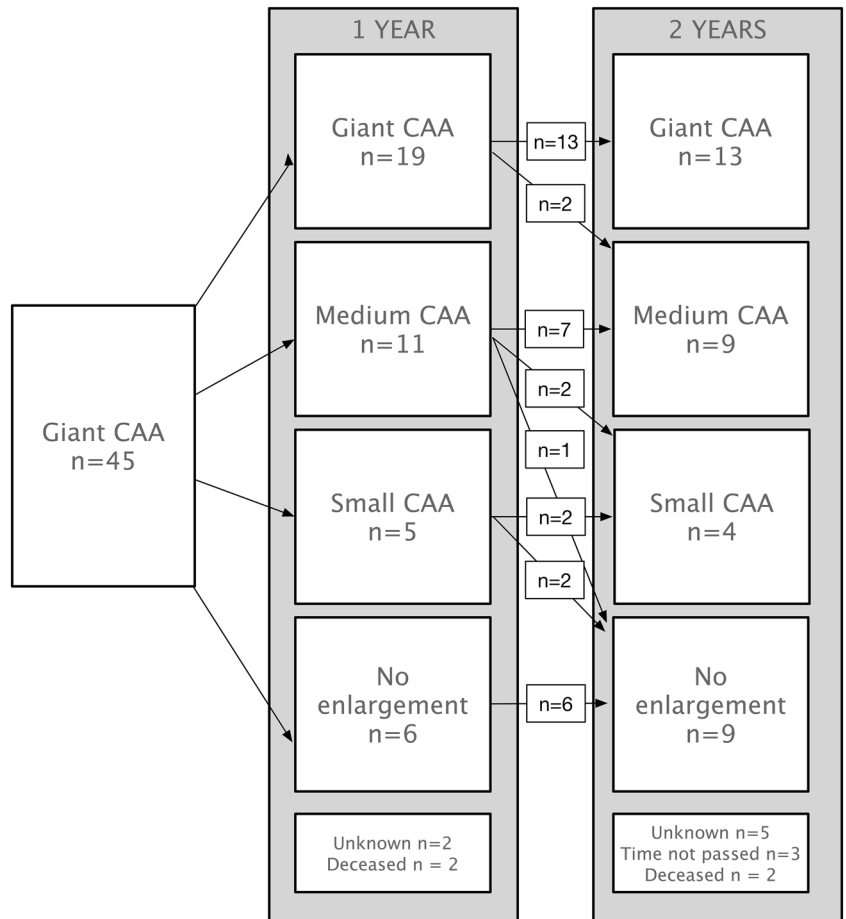 1 YEAR
2 YEARS
Giant CAA
n=45
Giant CAA
n=19
Medium CAA
n=11
Small CAA
n=5
No
enlargement
n=6
Unknown n=2
Deceased n = 2
n=13
n=2
n=7
n=2
n=1
n=2
n=2
n=6
Giant CAA
n=13
Medium CAA
n=9
Small CAA
n=4
No
enlargement
n=9
Unknown n=5
Time not passed n=3
Deceased n = 2